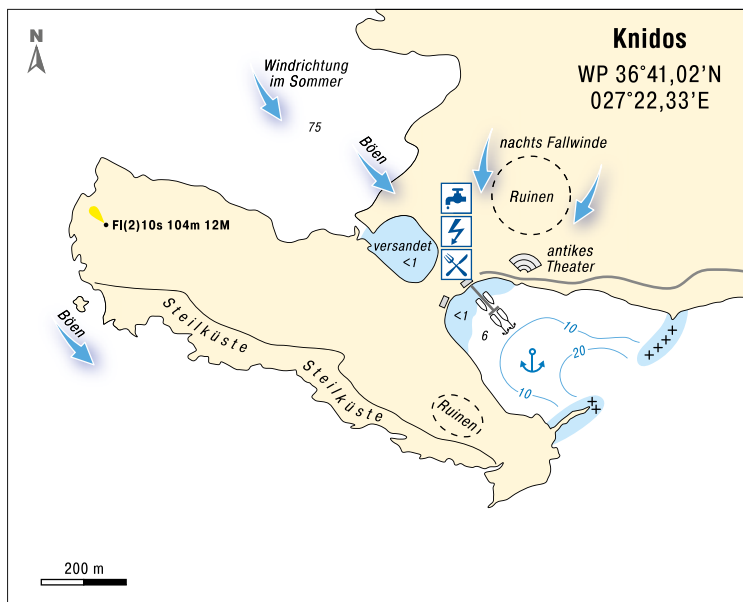 Knidos
WP 36°41,02'N
027°22,33'E
N
Windrichtung
im Sommer
75
Böen
nachts Fallwinde
Ruinen
Fl(2)10s 104m 12M
versandet
<1
antikes
Theater
<1
6
10
20
10
Böen
Steilküste
Steilküste
Ruinen
200 m